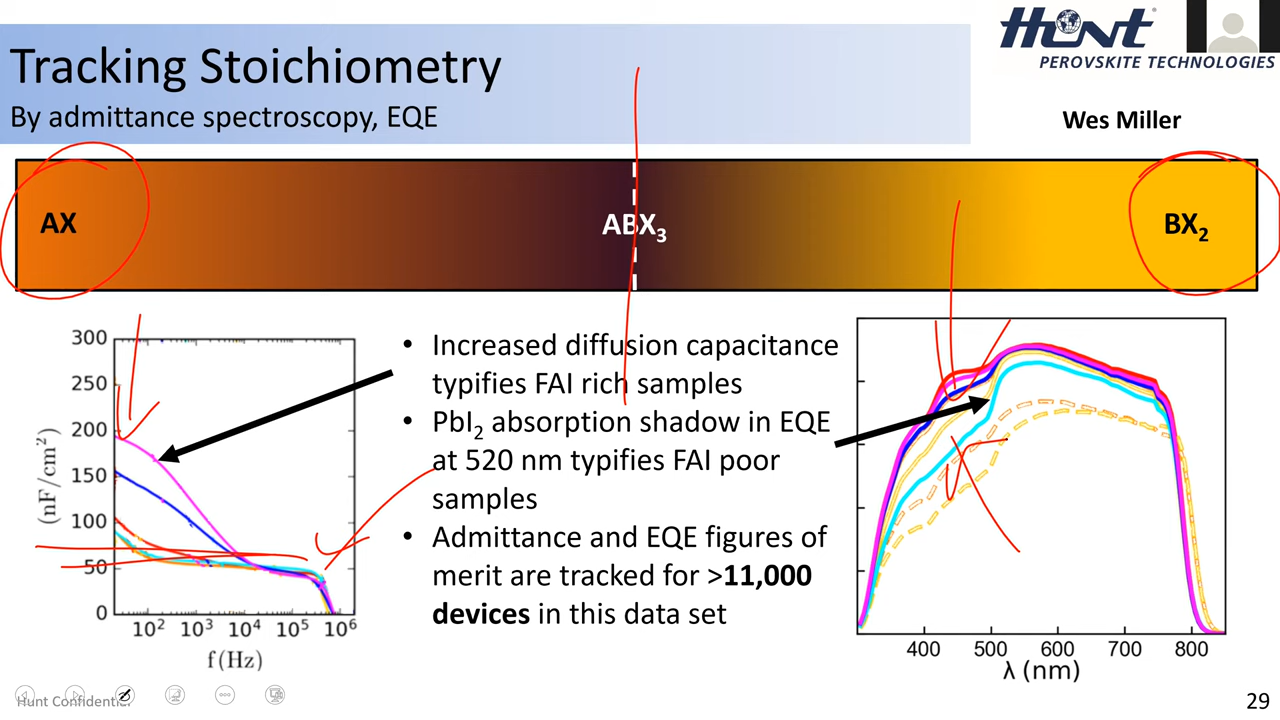 Tracking Stoichiometry
By admittance spectroscopy, EQE
Hunt
PEROVSKITE TECHNOLOGIES
Wes Miller
AX
ABX3
BX2
• Increased diffusion capacitance
typifies FAI rich samples
• PbI2 absorption shadow in EQE
at 520 nm typifies FAI poor
samples
• Admittance and EQE figures of
merit are tracked for >11,000
devices in this data set
300
250
200
150
100
50
0
(nF/cm²)
10² 10³ 10⁴ 10⁵ 10⁶
f(Hz)
400 500 600 700 800
λ (nm)
Hunt Confidential
29